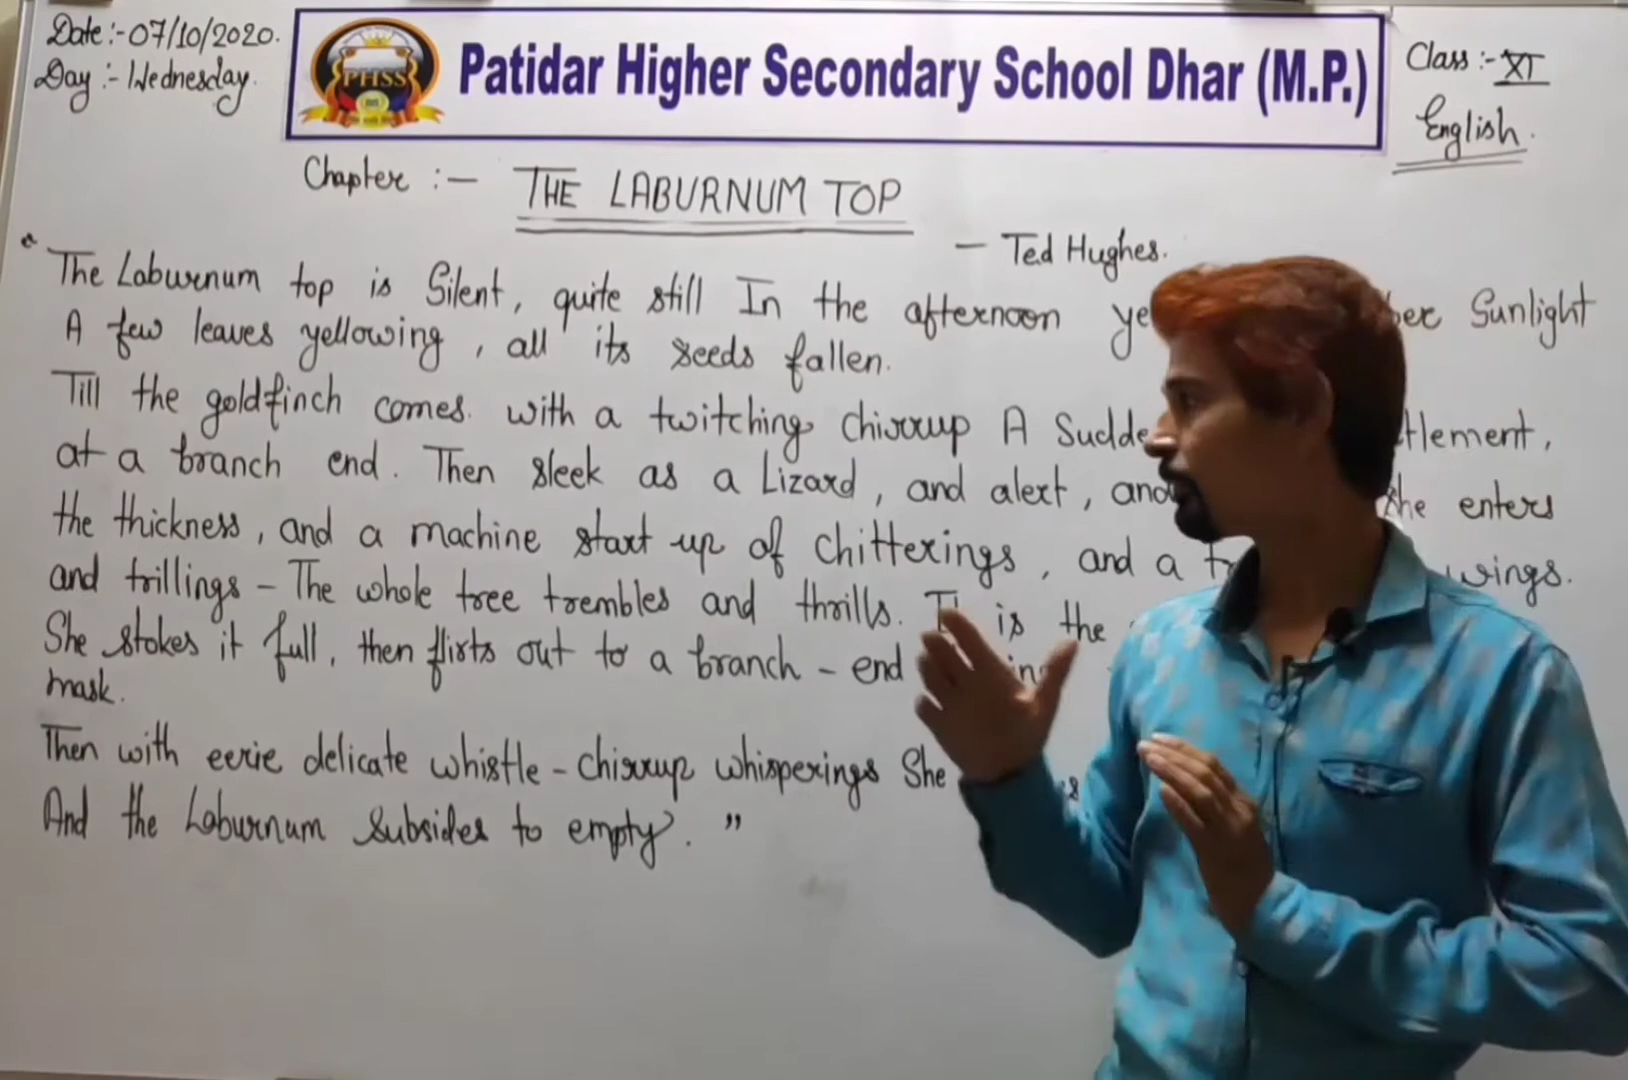 Date:-07/10/2020.
Day:-Wednesday.
PHSS
Patidar Higher Secondary School Dhar (M.P.)
Class:-XI
English.
Chapter :— THE LABURNUM TOP
— Ted Hughes.
"The Laburnum top is Silent, quite still In the afternoon Sunlight
A few leaves yellowing, all its seeds fallen.
Till the goldfinch comes. with a twitching chirrup A
at a branch end. Then sleek as a Lizard, and alert, and she enters
the thickness, and a machine start up of chitterings, and a wings.
and trillings - The whole tree trembles and thrills. is the
She stokes it full, then flirts out to a branch - end
mask.
Then with eerie delicate whistle - chirrup whisperings She
And the Laburnum subsides to empty."